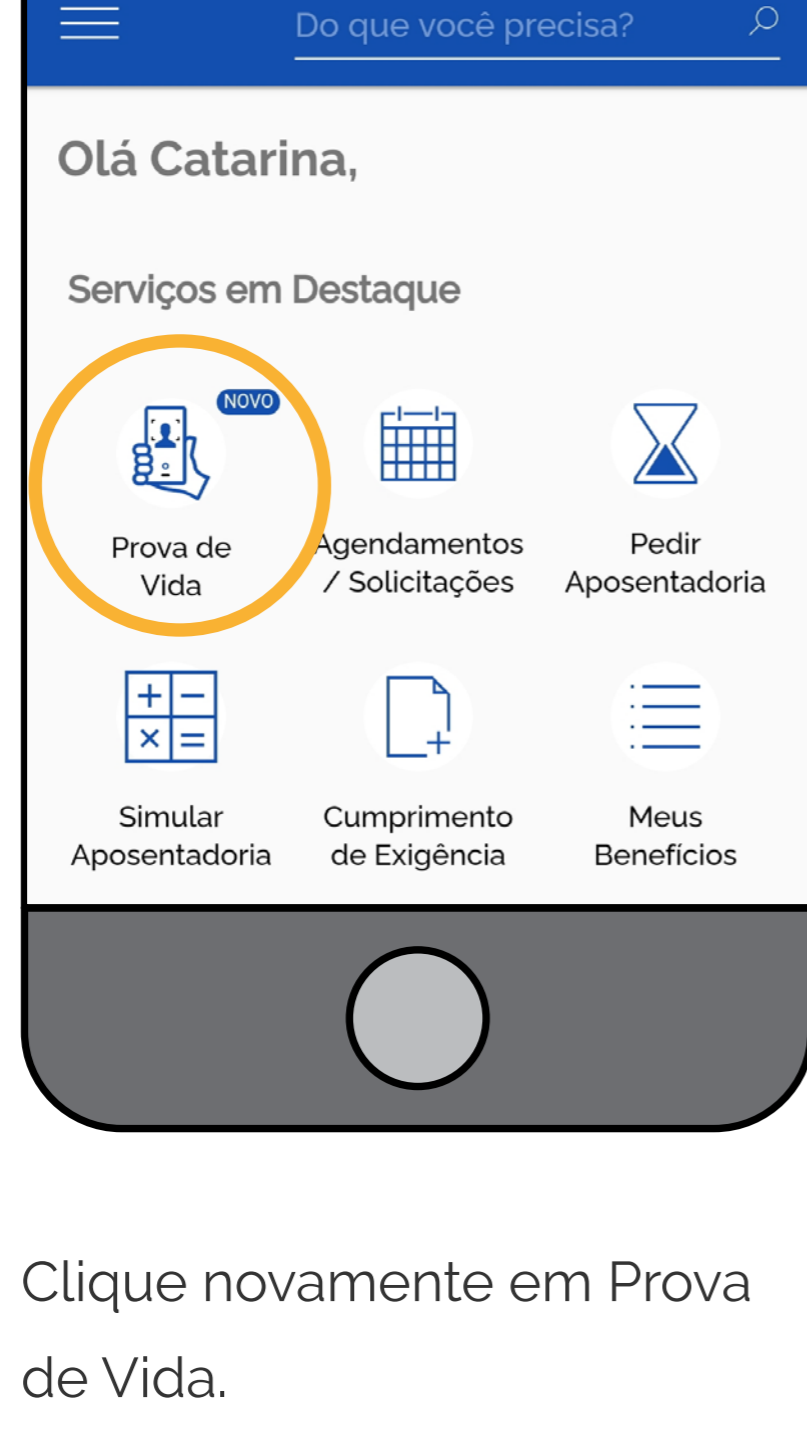 Do que você precisa?
Olá Catarina,
Serviços em Destaque
NOVO
Prova de
Vida
Agendamentos
/ Solicitações
Pedir
Aposentadoria
Simular
Aposentadoria
Cumprimento
de Exigência
Meus
Benefícios
Clique novamente em Prova
de Vida.